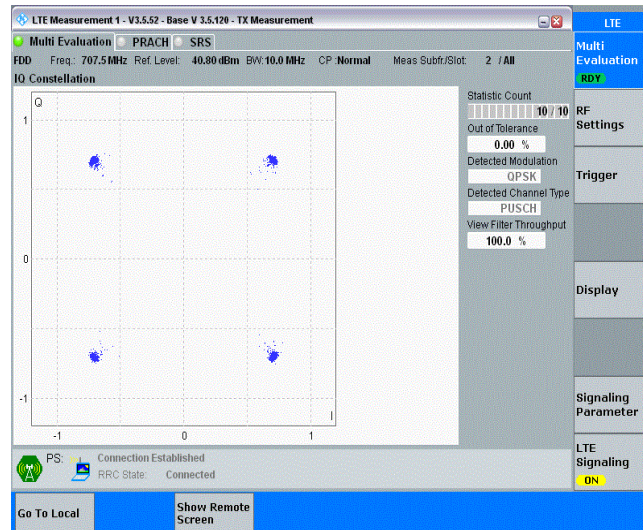 LTE Measurement 1 - V3.5.52 - Base V 3.5.120 - TX Measurement
LTE
Multi Evaluation PRACH SRS
FDD Freq.: 707.5 MHz Ref. Level: 40.80 dBm BW: 10.0 MHz CP :Normal Meas Subfr./Slot: 2 / All
IQ Constellation
Q
1
0
-1
I
-1 0 1
Statistic Count
10 / 10
Out of Tolerance
0.00 %
Detected Modulation
QPSK
Detected Channel Type
PUSCH
View Filter Throughput
100.0 %
PS: Connection Established
RRC State: Connected
Multi
Evaluation
RDY
RF
Settings
Trigger
Display
Signaling
Parameter
LTE
Signaling
ON
Go To Local
Show Remote
Screen